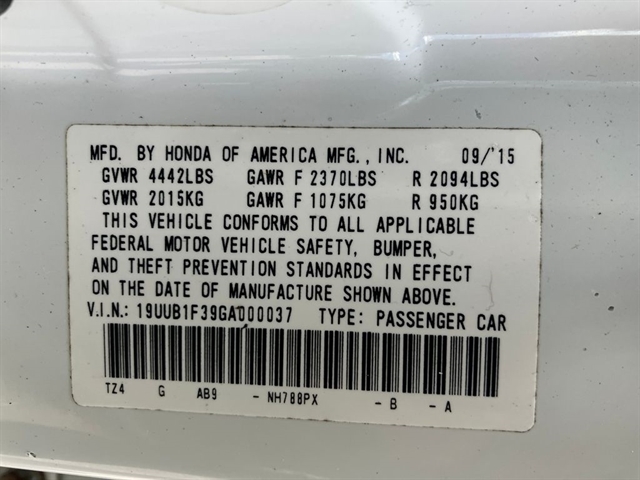 MFD. BY HONDA OF AMERICA MFG., INC. 09/'15
GVWR 4442LBS GAWR F 2370LBS R 2094LBS
GVWR 2015KG GAWR F 1075KG R 950KG
THIS VEHICLE CONFORMS TO ALL APPLICABLE
FEDERAL MOTOR VEHICLE SAFETY, BUMPER,
AND THEFT PREVENTION STANDARDS IN EFFECT
ON THE DATE OF MANUFACTURE SHOWN ABOVE.
V.I.N.: 19UUB1F39GA000037 TYPE: PASSENGER CAR
TZ4 G AB9 - NH788PX - B - A